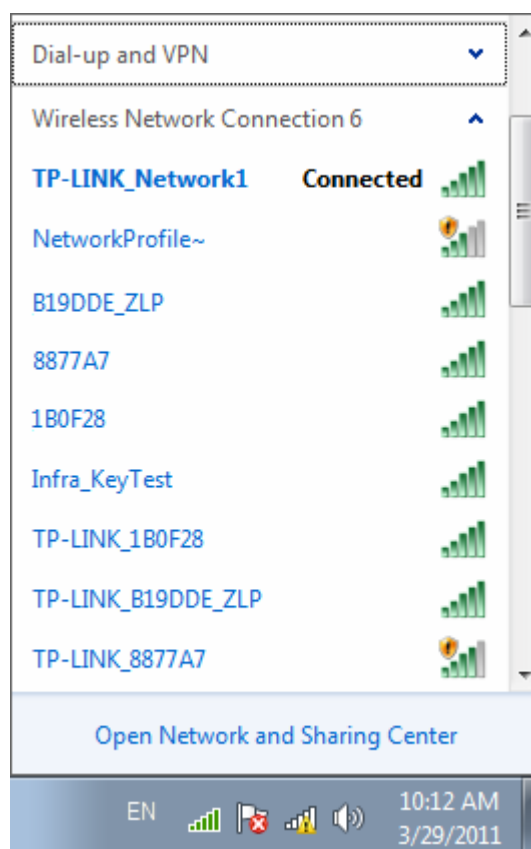 Dial-up and VPN
Wireless Network Connection 6
TP-LINK_Network1 Connected
NetworkProfile~
B19DDE_ZLP
8877A7
1B0F28
Infra_KeyTest
TP-LINK_1B0F28
TP-LINK_B19DDE_ZLP
TP-LINK_8877A7
Open Network and Sharing Center
EN
10:12 AM
3/29/2011